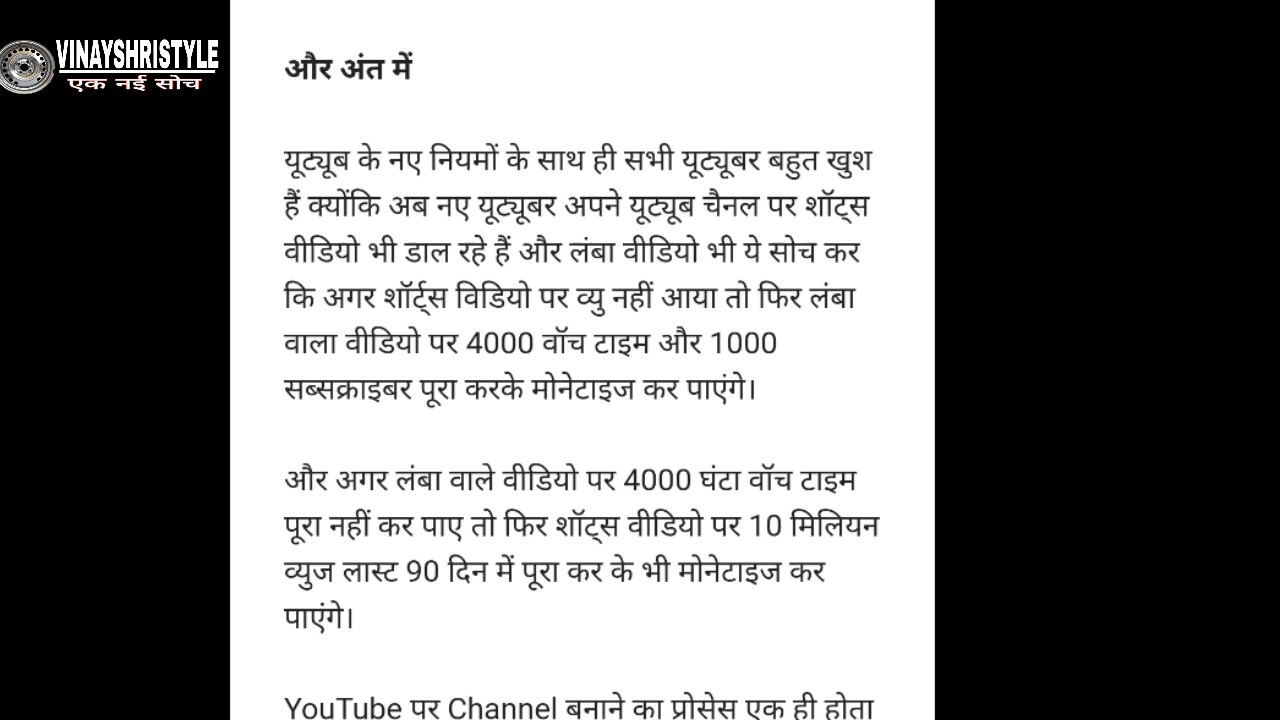 VINAYSHRISTYLE
एक नई सोच
और अंत में
यूट्यूब के नए नियमों के साथ ही सभी यूट्यूबर बहुत खुश
हैं क्योंकि अब नए यूट्यूबर अपने यूट्यूब चैनल पर शॉट्स
वीडियो भी डाल रहे हैं और लंबा वीडियो भी ये सोच कर
कि अगर शॉर्ट्स विडियो पर व्यु नहीं आया तो फिर लंबा
वाला वीडियो पर 4000 वॉच टाइम और 1000
सब्सक्राइबर पूरा करके मोनेटाइज कर पाएंगे।
और अगर लंबा वाले वीडियो पर 4000 घंटा वॉच टाइम
पूरा नहीं कर पाए तो फिर शॉट्स वीडियो पर 10 मिलियन
व्युज लास्ट 90 दिन में पूरा कर के भी मोनेटाइज कर
पाएंगे।
YouTube पर Channel बनाने का प्रोसेस एक ही होता